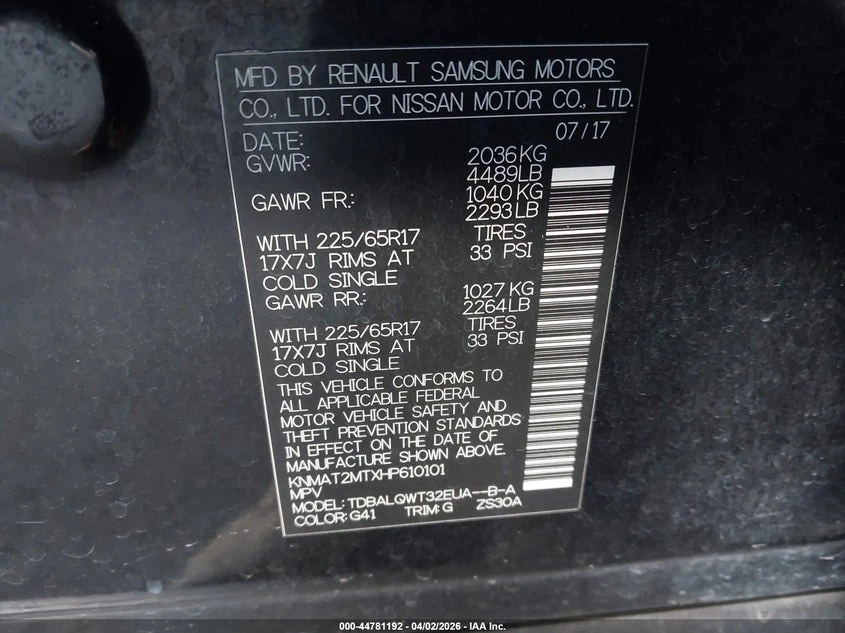 MFD BY RENAULT SAMSUNG MOTORS
CO., LTD. FOR NISSAN MOTOR CO., LTD.
DATE: 07/17
GVWR: 2036KG
4489LB
GAWR FR.: 1040KG
2293LB
WITH 225/65R17 TIRES
17X7J RIMS AT 33 PSI
COLD SINGLE
GAWR RR.: 1027KG
2264LB
WITH 225/65R17 TIRES
17X7J RIMS AT 33 PSI
COLD SINGLE
THIS VEHICLE CONFORMS TO
ALL APPLICABLE FEDERAL
MOTOR VEHICLE SAFETY AND
THEFT PREVENTION STANDARDS
IN EFFECT ON THE DATE OF
MANUFACTURE SHOWN ABOVE.
KNMAT2MTXHP610101
MPV
MODEL: TDBALQWT32EUA--B-A
COLOR: G41 TRIM: G ZS30A
000-44781192 - 04/02/2026 - IAA Inc.